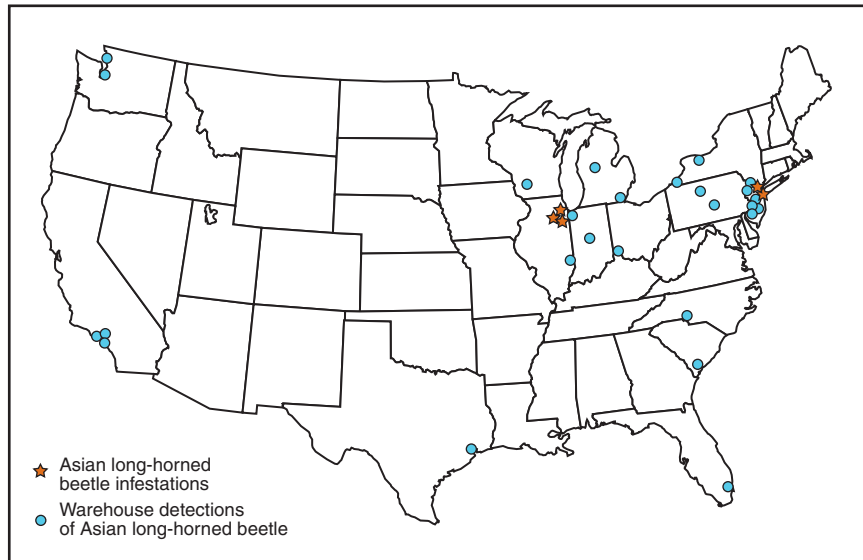 Asian long-horned
beetle infestations
Warehouse detections
of Asian long-horned beetle